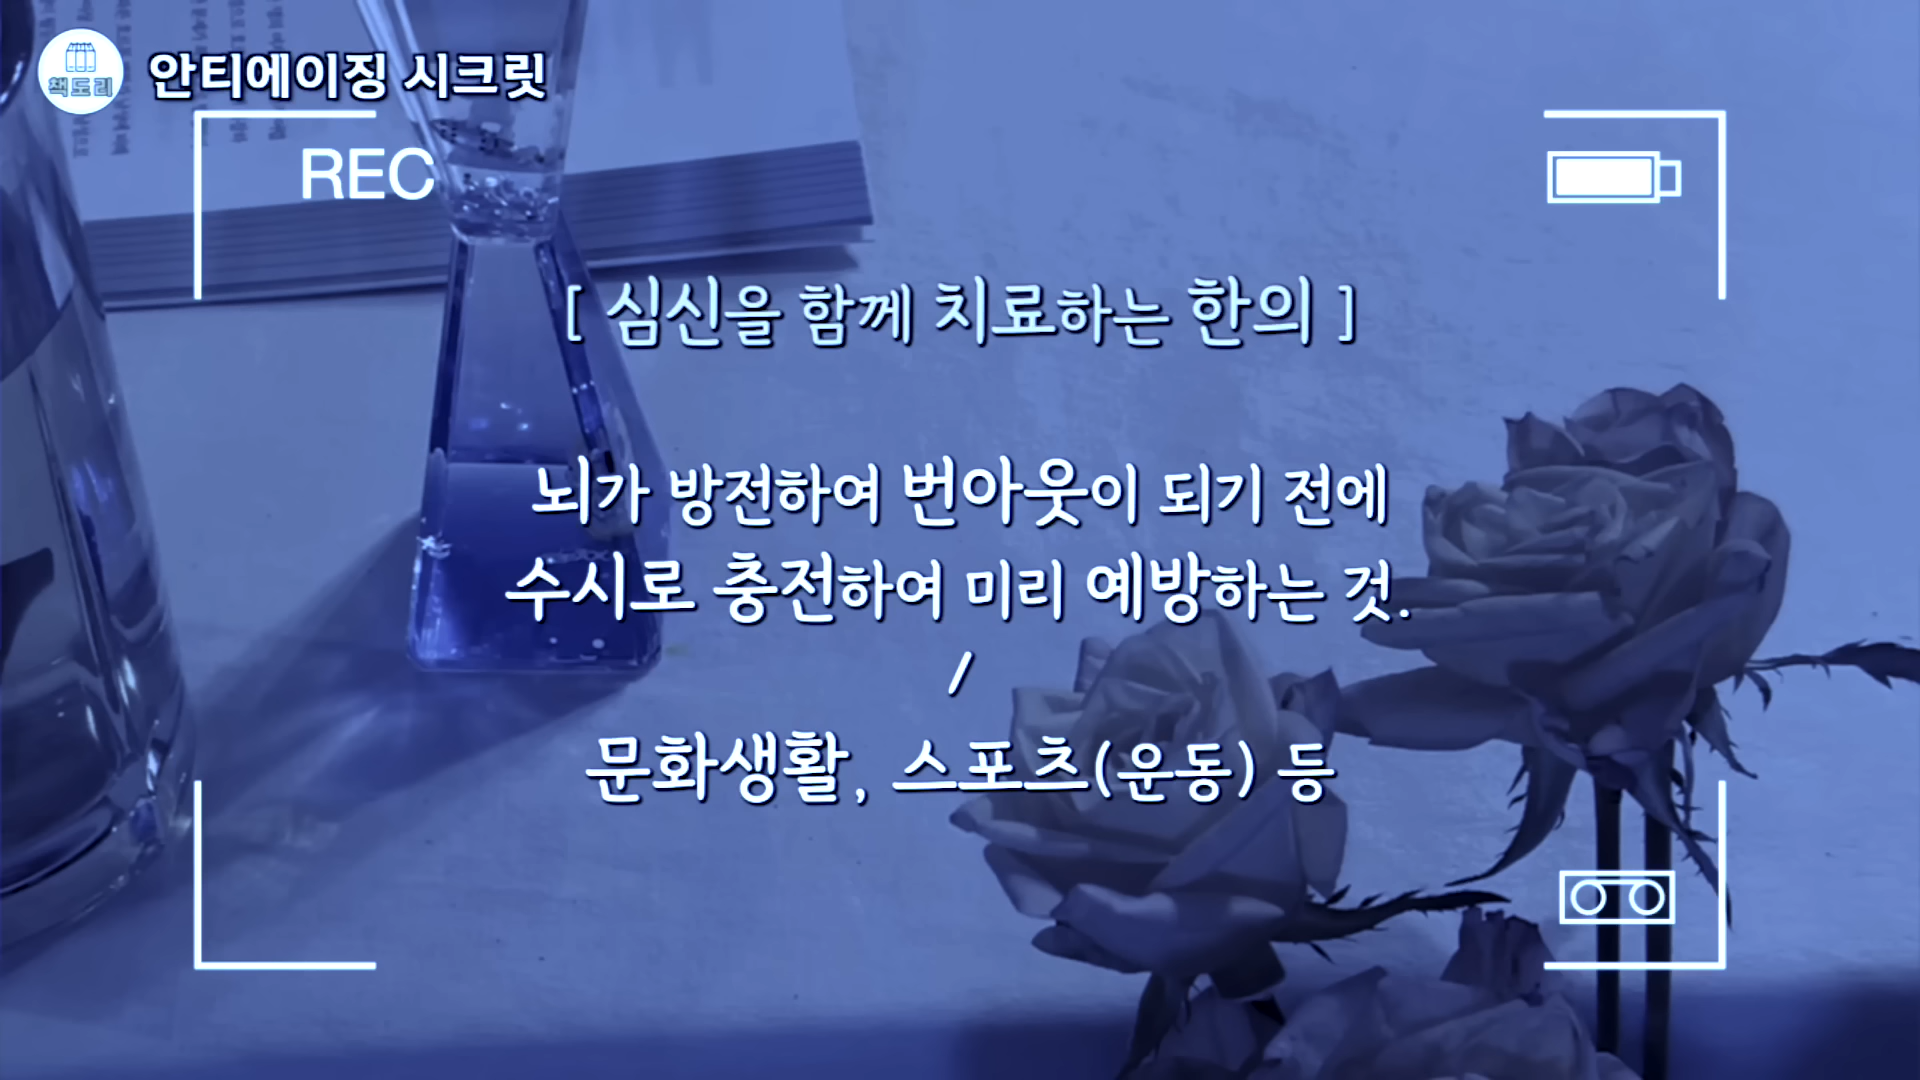 책도리
안티에이징 시크릿
REC
[ 심신을 함께 치료하는 한의 ]
뇌가 방전하여 번아웃이 되기 전에
수시로 충전하여 미리 예방하는 것.
/
문화생활, 스포츠(운동) 등